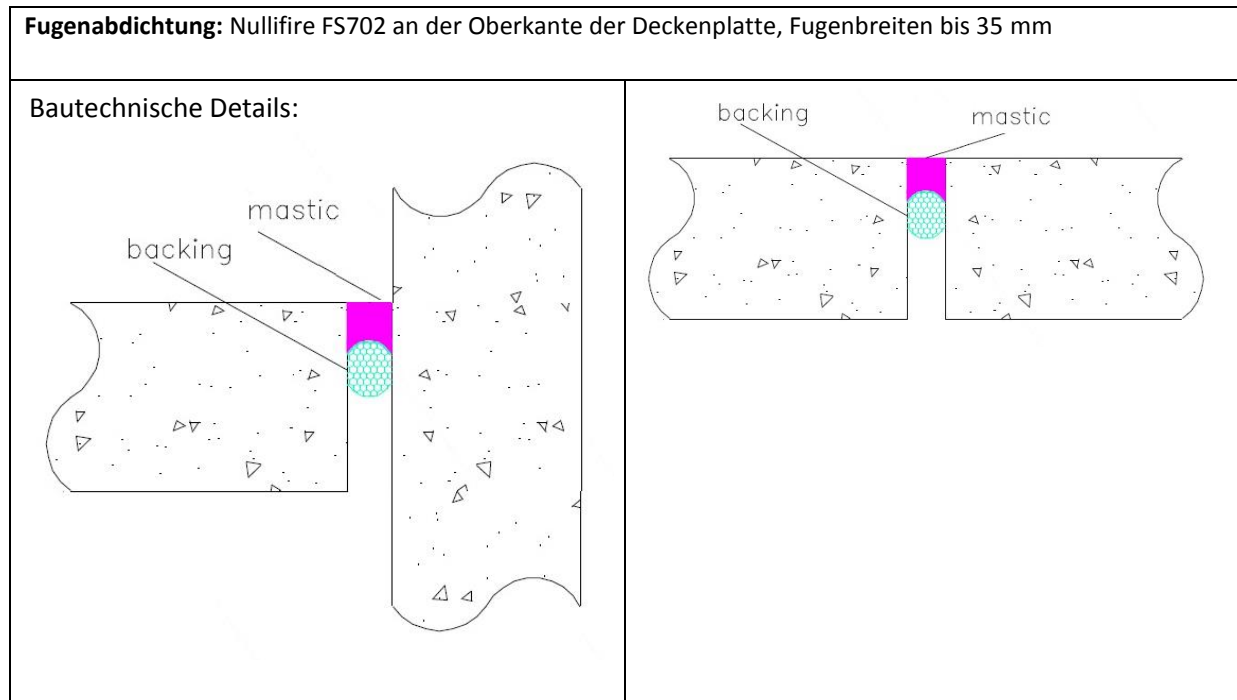 Fugenabdichtung: Nullifire FS702 an der Oberkante der Deckenplatte, Fugenbreiten bis 35 mm
Bautechnische Details:
mastic
backing
backing
mastic